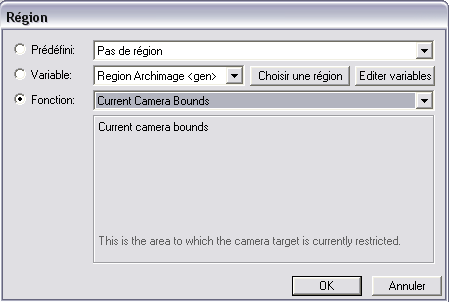 Région
Prédéfini: Pas de région
Variable: Region Archimage <gen> Choisir une région Editer variables
Fonction: Current Camera Bounds
Current camera bounds
This is the area to which the camera target is currently restricted.
OK Annuler